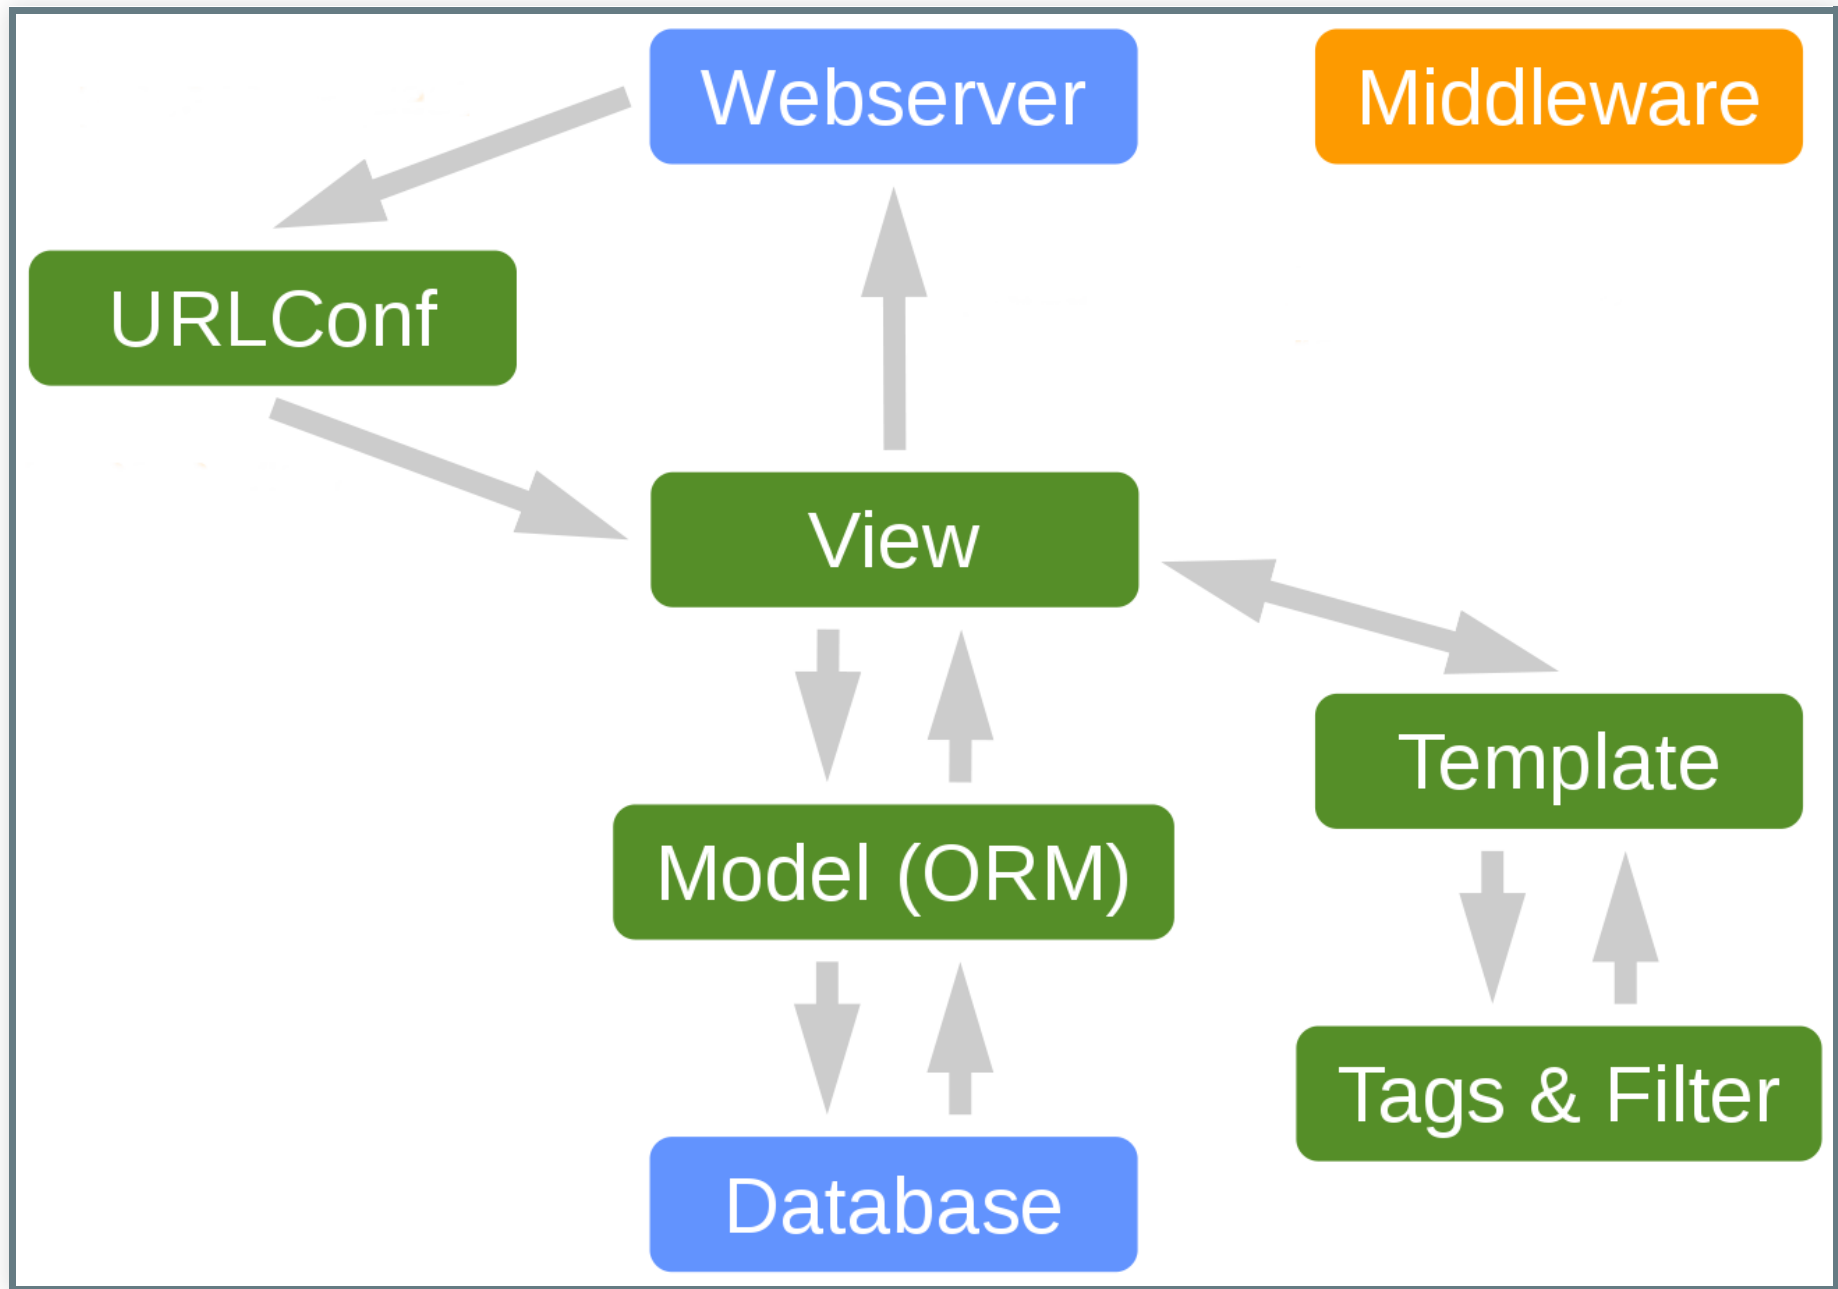 Webserver
Middleware
URLConf
View
Template
Model (ORM)
Tags & Filter
Database